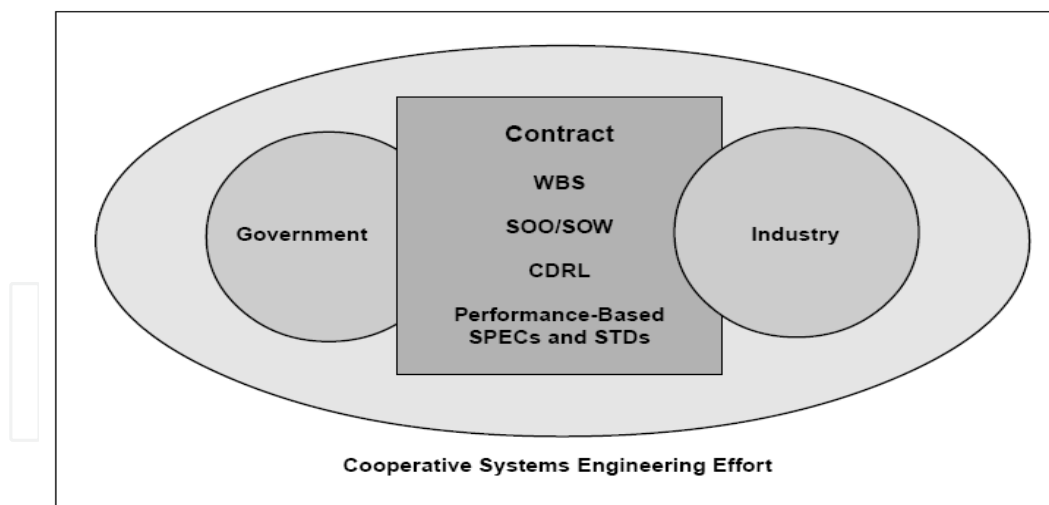 Contract
WBS
SOO/SOW
CDRL
Performance-Based
SPECs and STDs
Government
Industry
Cooperative Systems Engineering Effort